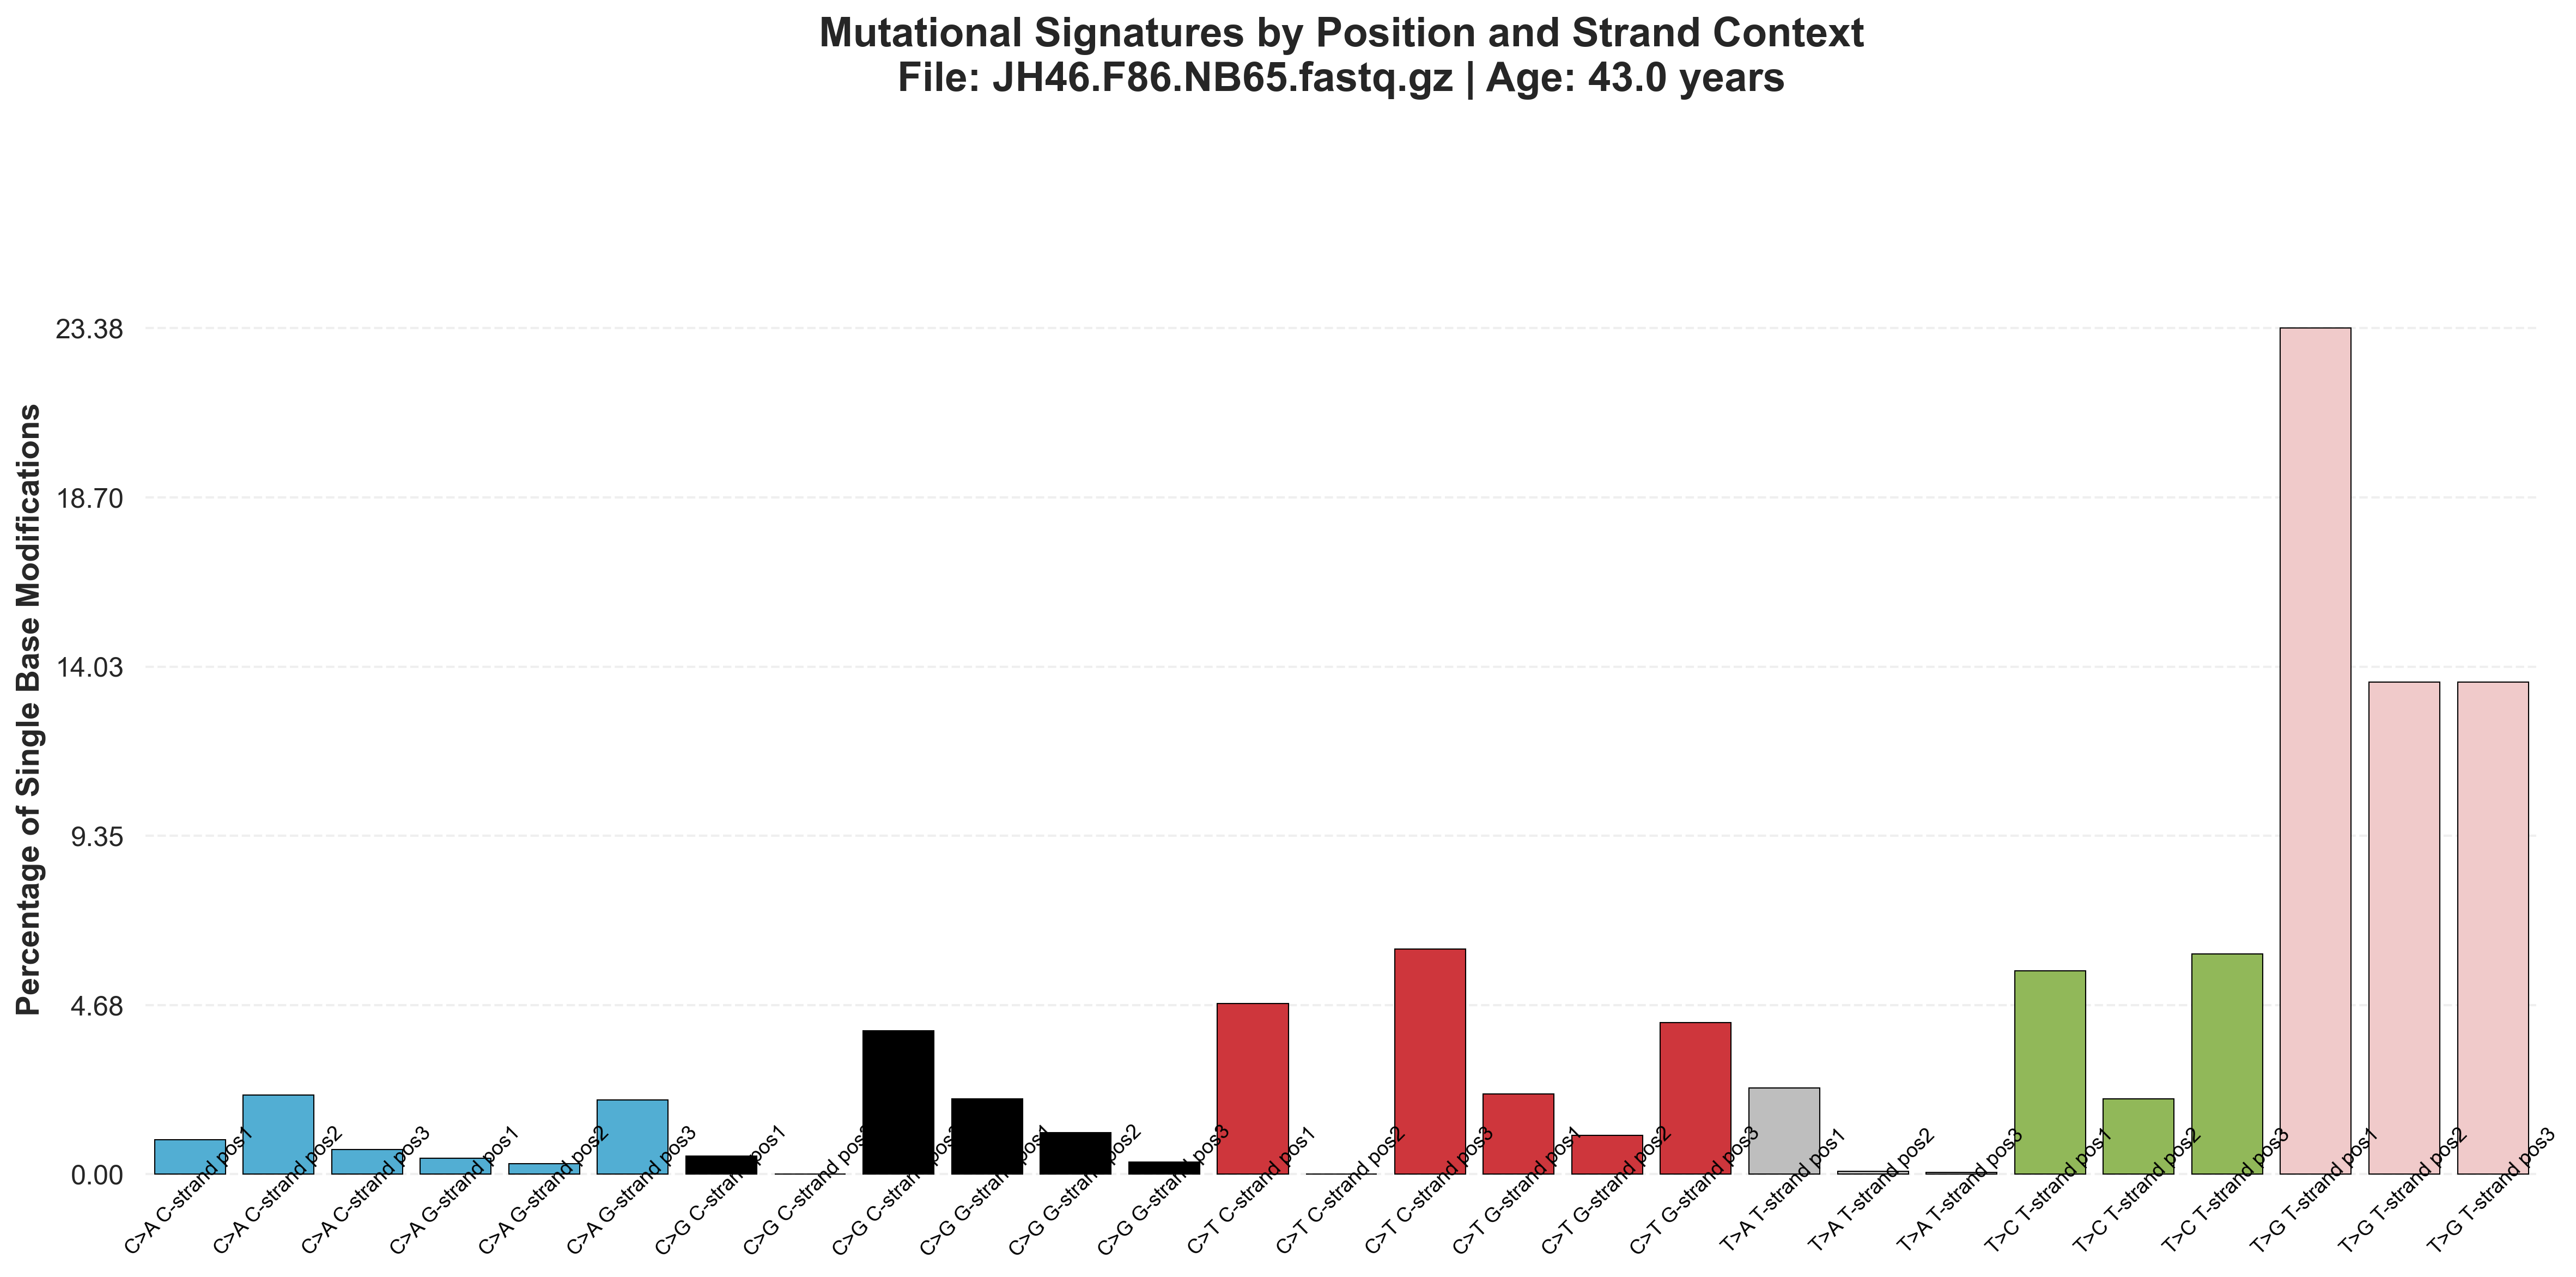 Mutational Signatures by Position and Strand Context
File: JH46.F86.NB65.fastq.gz | Age: 43.0 years
Percentage of Single Base Modifications
23.38
18.70
14.03
9.35
4.68
0.00
C>A C-strand pos1
C>A C-strand pos2
C>A C-strand pos3
C>A G-strand pos1
C>A G-strand pos2
C>A G-strand pos3
C>G C-strand pos1
C>G C-strand pos2
C>G C-strand pos3
C>G G-strand pos1
C>G G-strand pos2
C>G G-strand pos3
C>T C-strand pos1
C>T C-strand pos2
C>T C-strand pos3
C>T G-strand pos1
C>T G-strand pos2
C>T G-strand pos3
T>A T-strand pos1
T>A T-strand pos2
T>A T-strand pos3
T>C T-strand pos1
T>C T-strand pos2
T>C T-strand pos3
T>G T-strand pos1
T>G T-strand pos2
T>G T-strand pos3